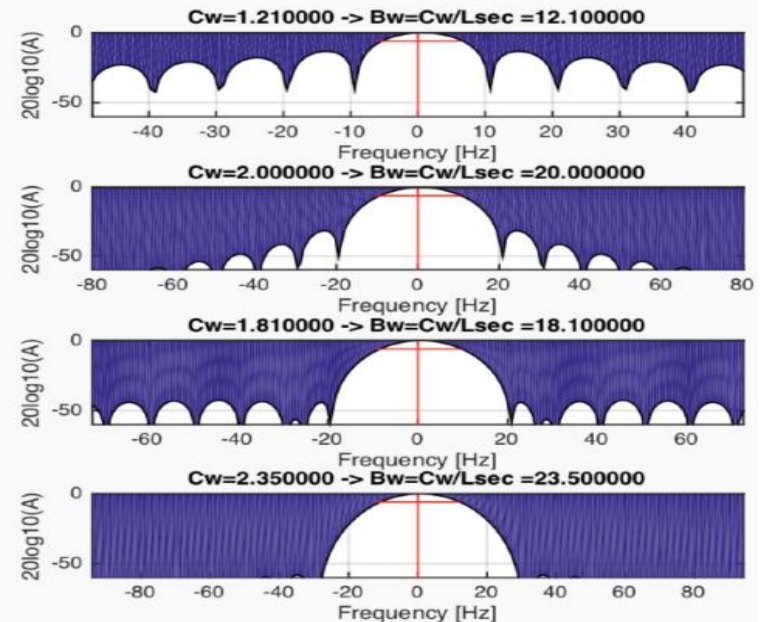 Cw=1.210000 -> Bw=Cw/Lsec =12.100000
20log10(A)
0
-50
-40 -30 -20 -10 0 10 20 30 40
Frequency [Hz]
Cw=2.000000 -> Bw=Cw/Lsec =20.000000
20log10(A)
0
-50
-80 -60 -40 -20 0 20 40 60 80
Frequency [Hz]
Cw=1.810000 -> Bw=Cw/Lsec =18.100000
20log10(A)
0
-50
-60 -40 -20 0 20 40 60
Frequency [Hz]
Cw=2.350000 -> Bw=Cw/Lsec =23.500000
20log10(A)
0
-50
-80 -60 -40 -20 0 20 40 60 80
Frequency [Hz]